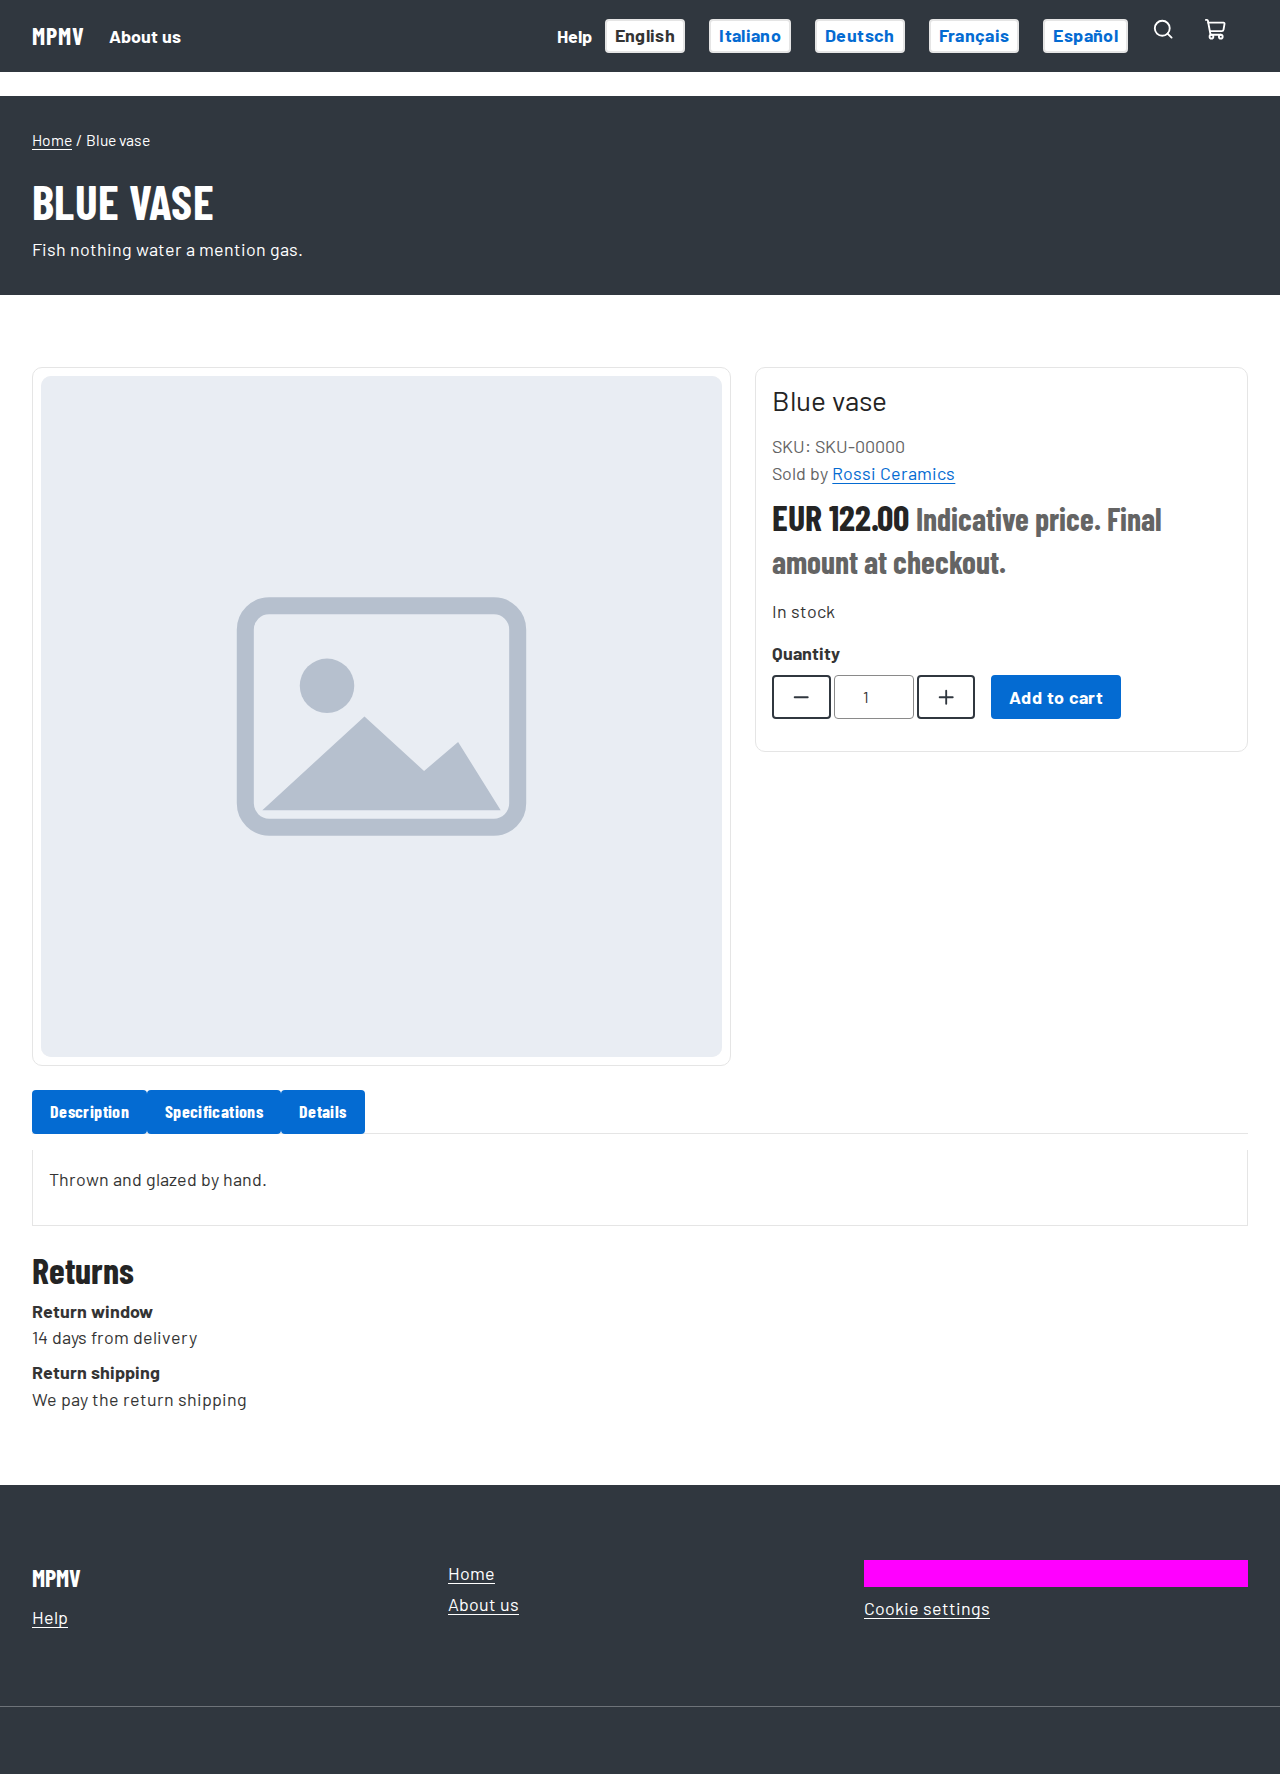 MPMV About us Help English Italiano Deutsch Français Español
Home / Blue vase
BLUE VASE
Fish nothing water a mention gas.
Blue vase
SKU: SKU-00000
Sold by Rossi Ceramics
EUR 122.00 Indicative price. Final
amount at checkout.
In stock
Quantity
1 Add to cart
Description Specifications Details
Thrown and glazed by hand.
Returns
Return window
14 days from delivery
Return shipping
We pay the return shipping
MPMV
Help
Home
About us
Cookie settings